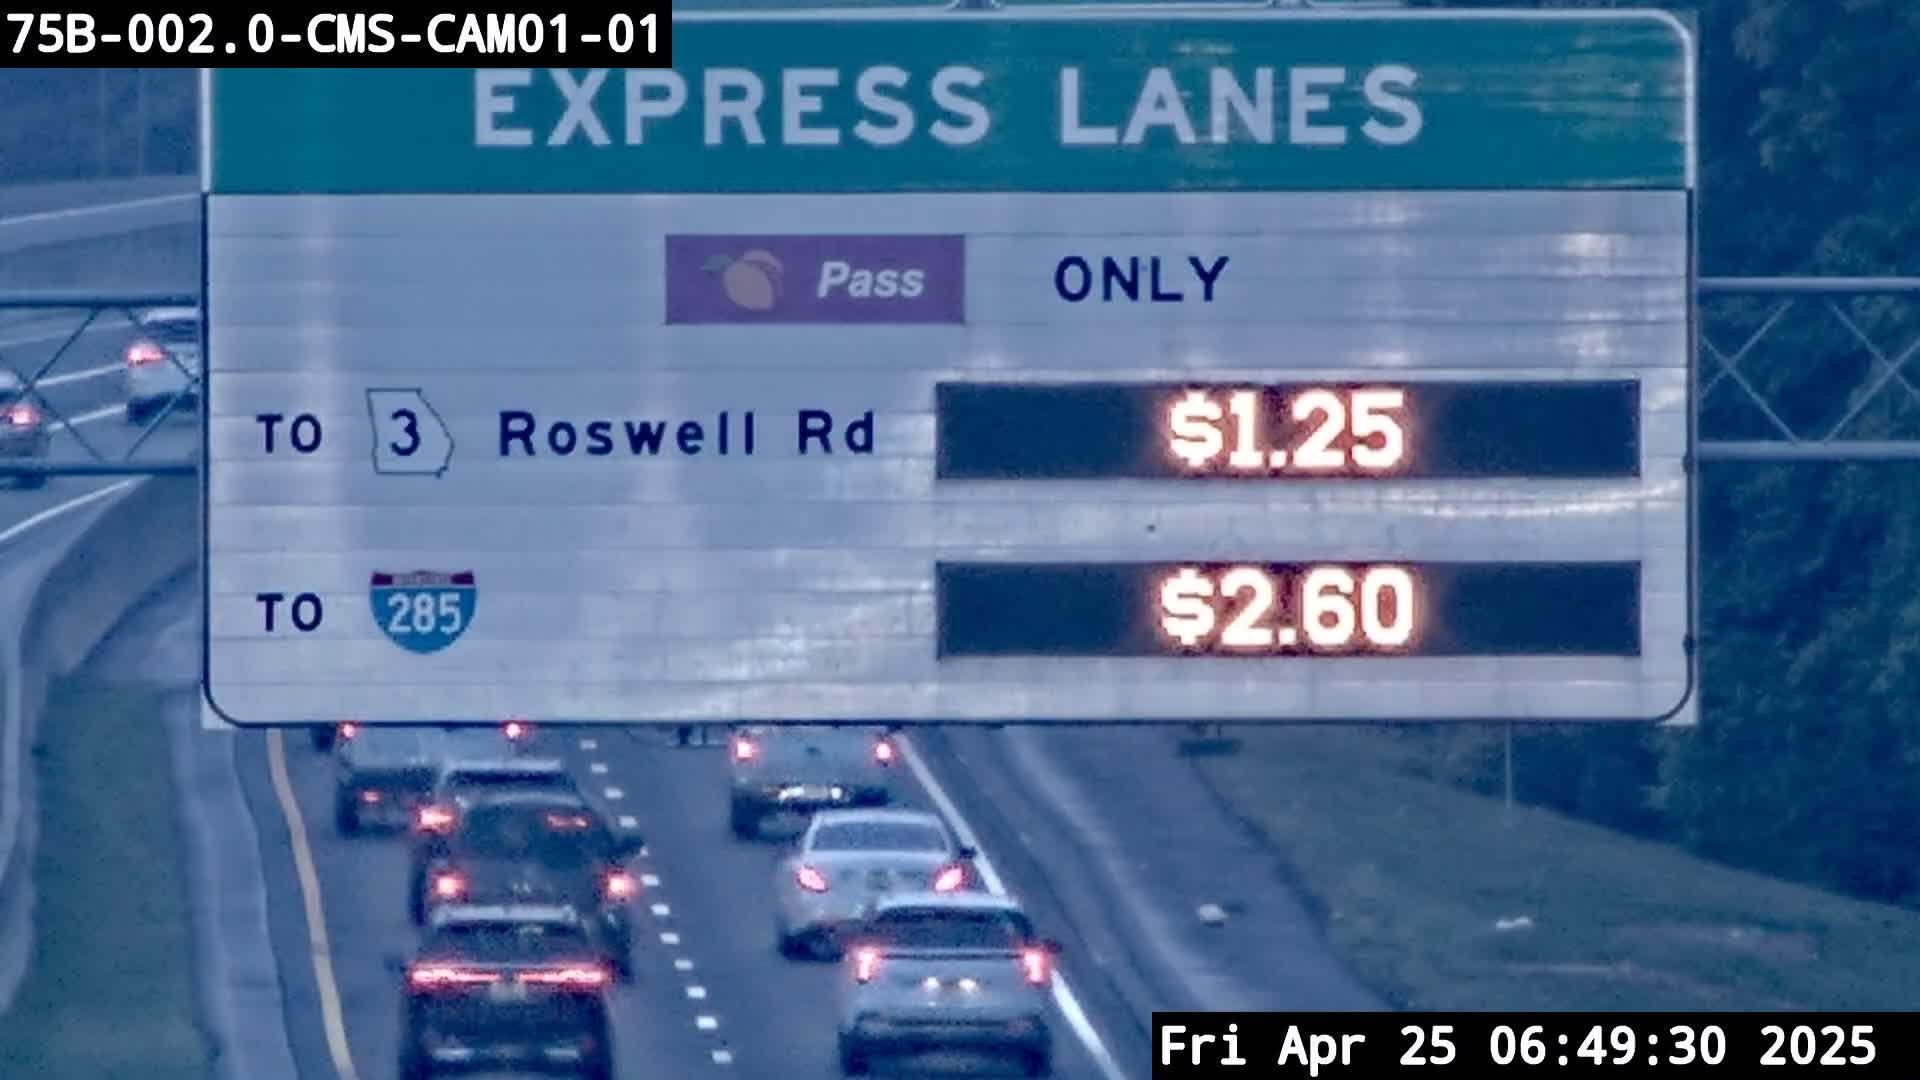 75B-002.0-CMS-CAM01-01
EXPRESS LANES
Pass ONLY
TO 3 Roswell Rd $1.25
TO 285 $2.60
Fri Apr 25 06:49:30 2025